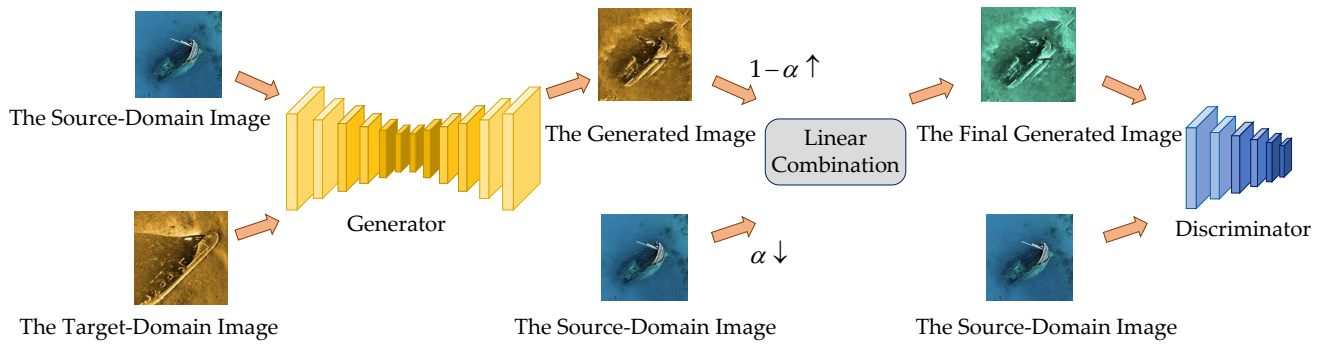 The Source-Domain Image
The Target-Domain Image
Generator
The Generated Image
1−α↑
Linear
Combination
α↓
The Source-Domain Image
The Final Generated Image
The Source-Domain Image
Discriminator